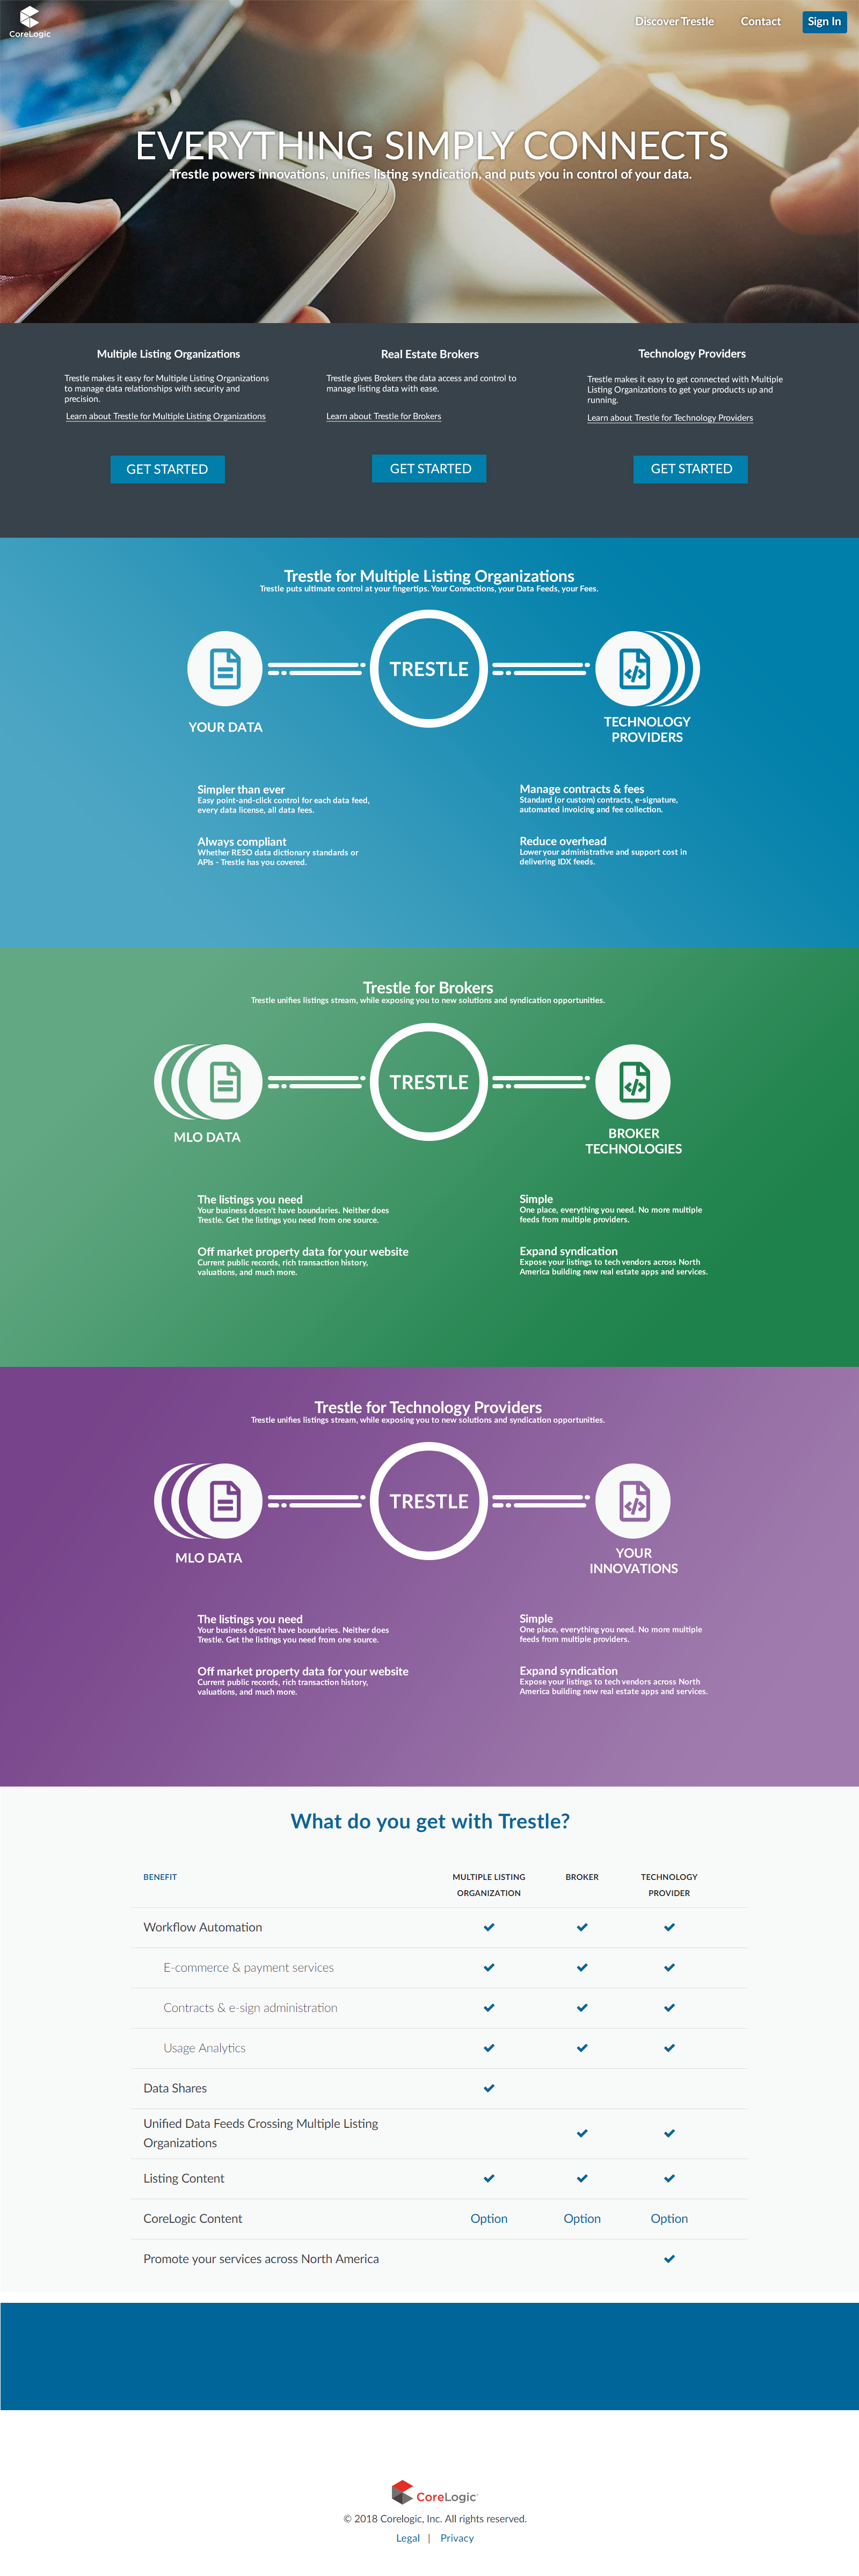 CoreLogic
Discover Trestle
Contact
Sign In
EVERYTHING SIMPLY CONNECTS
Trestle powers innovations, unifies listing syndication, and puts you in control of your data.
Multiple Listing Organizations
Trestle makes it easy for Multiple Listing Organizations
to manage data relationships with security and
precision.
Learn about Trestle for Multiple Listing Organizations
GET STARTED
Real Estate Brokers
Trestle gives Brokers the data access and control to
manage listing data with ease.
Learn about Trestle for Brokers
GET STARTED
Technology Providers
Trestle makes it easy to get connected with Multiple
Listing Organizations to get your products up and
running.
Learn about Trestle for Technology Providers
GET STARTED
Trestle for Multiple Listing Organizations
Trestle puts ultimate control at your fingertips. Your Connections, your Data Feeds, your Fees.
TRESTLE
YOUR DATA
TECHNOLOGY
PROVIDERS
Simpler than ever
Easy point-and-click control for each data feed,
every data license, all data fees.
Manage contracts & fees
Standard (or custom) contracts, e-signature,
automated invoicing and fee collection.
Always compliant
Whether RESO data dictionary standards or
APIs - Trestle has you covered.
Reduce overhead
Lower your administrative and support cost in
delivering IDX feeds.
Trestle for Brokers
Trestle unifies listings stream, while exposing you to new solutions and syndication opportunities.
TRESTLE
MLO DATA
BROKER
TECHNOLOGIES
The listings you need
Your business doesn't have boundaries. Neither does
Trestle. Get the listings you need from one source.
Simple
One place, everything you need. No more multiple
feeds from multiple providers.
Off market property data for your website
Current public records, rich transaction history,
valuations, and much more.
Expand syndication
Expose your listings to tech vendors across North
America building new real estate apps and services.
Trestle for Technology Providers
Trestle unifies listings stream, while exposing you to new solutions and syndication opportunities.
TRESTLE
MLO DATA
YOUR
INNOVATIONS
The listings you need
Your business doesn't have boundaries. Neither does
Trestle. Get the listings you need from one source.
Simple
One place, everything you need. No more multiple
feeds from multiple providers.
Off market property data for your website
Current public records, rich transaction history,
valuations, and much more.
Expand syndication
Expose your listings to tech vendors across North
America building new real estate apps and services.
What do you get with Trestle?
BENEFIT
MULTIPLE LISTING
ORGANIZATION
BROKER
TECHNOLOGY
PROVIDER
Workflow Automation
E-commerce & payment services
Contracts & e-sign administration
Usage Analytics
Data Shares
Unified Data Feeds Crossing Multiple Listing
Organizations
Listing Content
CoreLogic Content Option Option Option
Promote your services across North America
CoreLogic
© 2018 Corelogic, Inc. All rights reserved.
Legal | Privacy